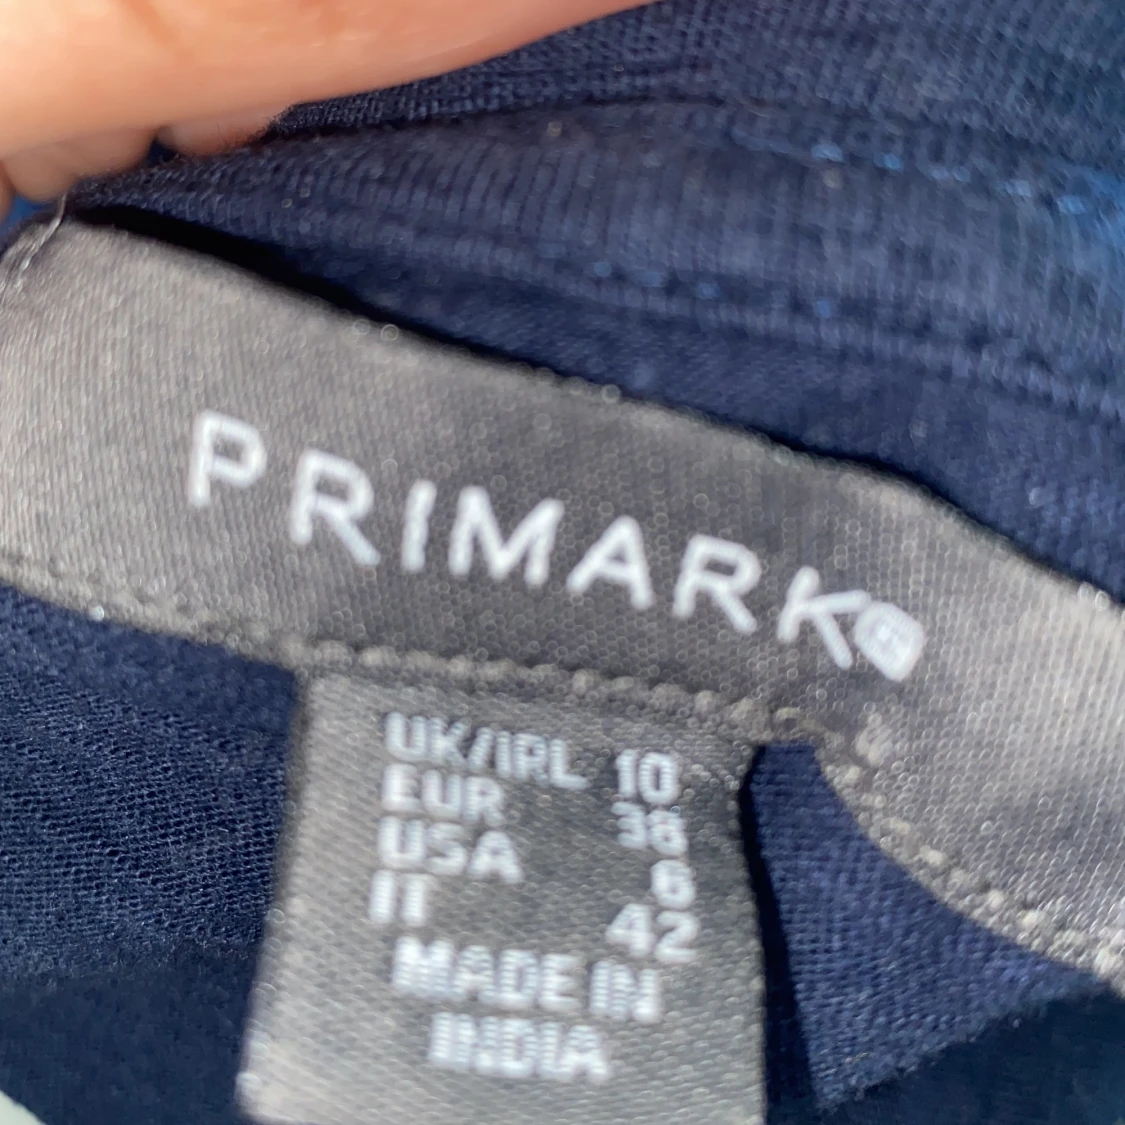 PRIMARK®
UK/IRL 10
EUR 38
USA 6
IT 42
MADE IN
INDIA